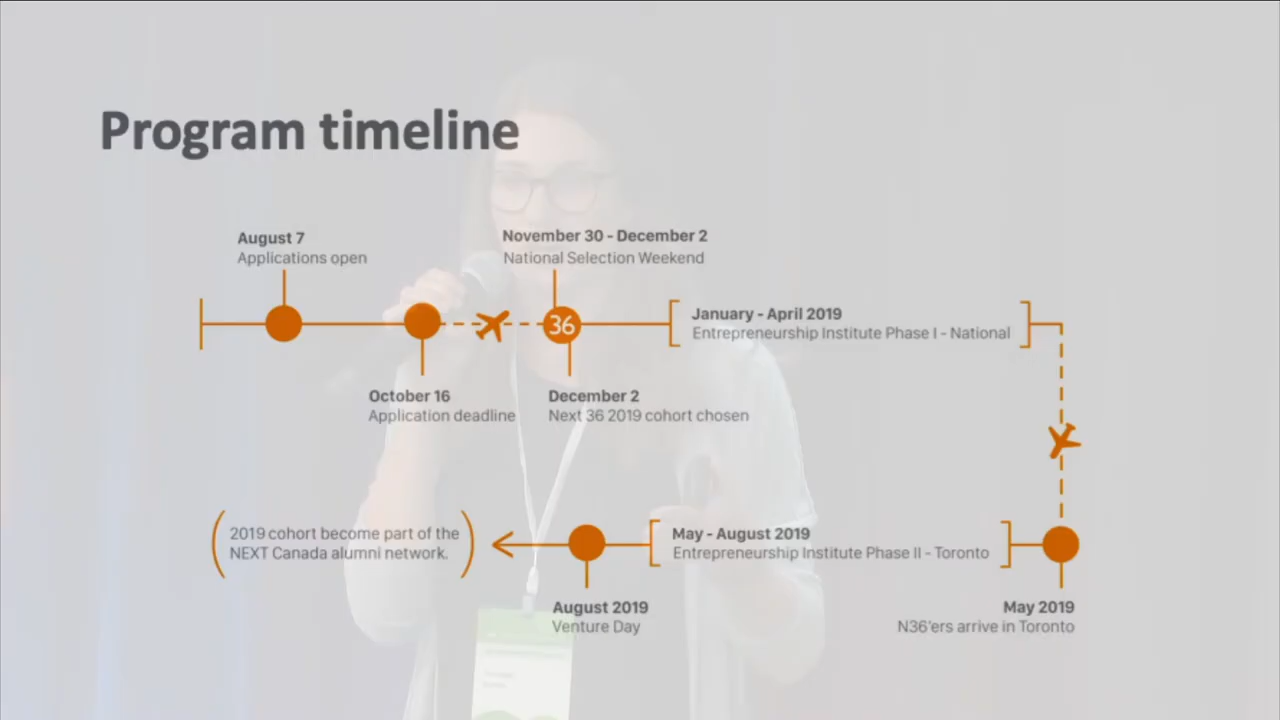 Program timeline
August 7
Applications open
November 30 - December 2
National Selection Weekend
36
January - April 2019
Entrepreneurship Institute Phase I - National
October 16
Application deadline
December 2
Next 36 2019 cohort chosen
2019 cohort become part of the
NEXT Canada alumni network.
May - August 2019
Entrepreneurship Institute Phase II - Toronto
August 2019
Venture Day
May 2019
N36'ers arrive in Toronto